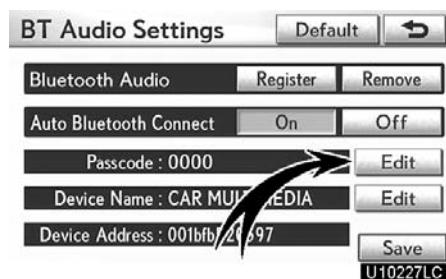 BT Audio Settings Default
Bluetooth Audio Register Remove
Auto Bluetooth Connect On Off
Passcode : 0000 Edit
Device Name : CAR MULTIMEDIA Edit
Device Address : Save
U10227LC